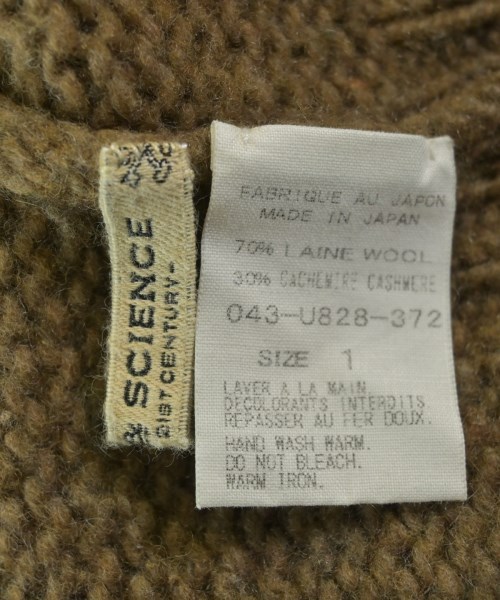 & SCIENCE
21ST CENTURY-
FABRIQUE AU JAPON
MADE IN JAPAN
70% LAINE WOOL
30% CACHEMIRE CASHMERE
043-U828-372
SIZE 1
LAVER A LA MAIN.
DECOLORANTS INTERDITS.
REPASSER AU FER DOUX.
HAND WASH WARM.
DO NOT BLEACH.
WARM IRON.